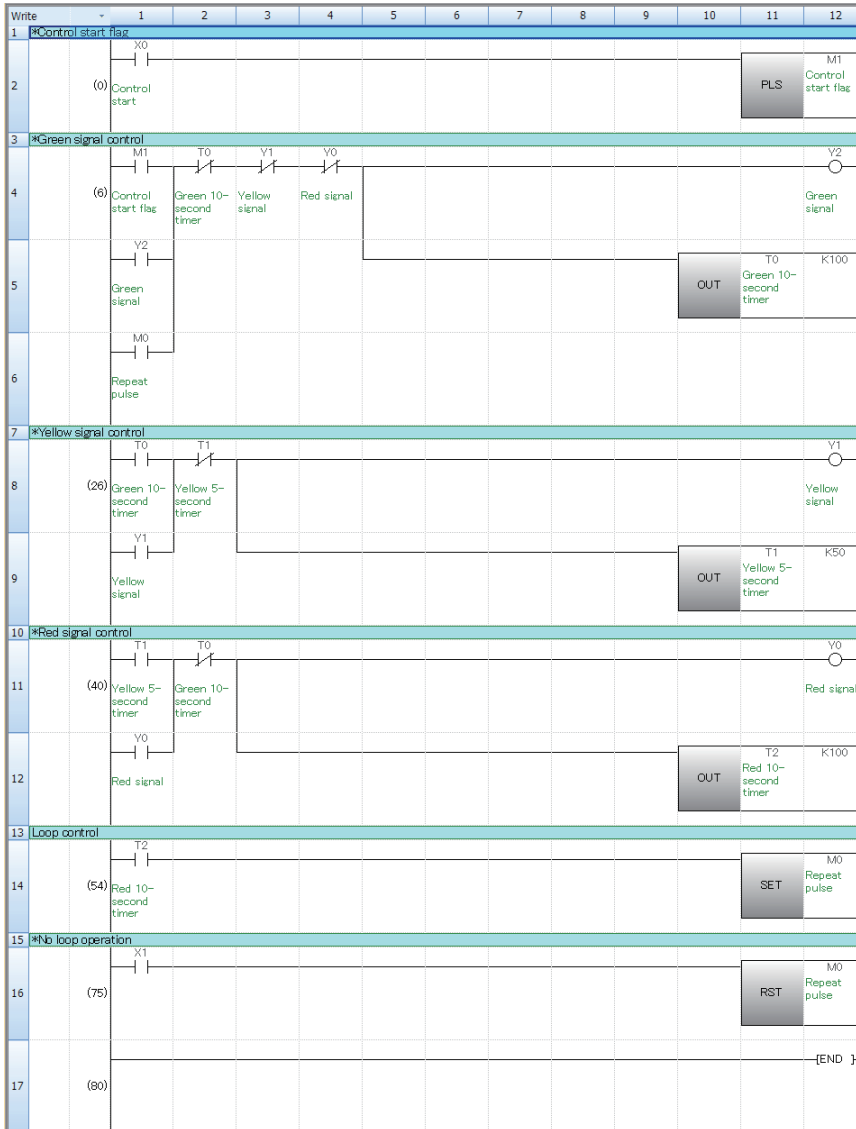 Write 1 2 3 4 5 6 7 8 9 10 11 12
1 *Control start flag
X0 M1
2 (0) Control start PLS Control start flag
3 *Green signal control
M1 T0 Y1 Y0 Y2
4 (6) Control start flag Green 10-second timer Yellow signal Red signal Green signal
Y2 T0 K100
5 Green signal OUT Green 10-second timer
M0
6 Repeat pulse
7 *Yellow signal control
T0 T1 Y1
8 (26) Green 10-second timer Yellow 5-second timer Yellow signal
Y1 T1 K50
9 Yellow signal OUT Yellow 5-second timer
10 *Red signal control
T1 T0 Y0
11 (40) Yellow 5-second timer Green 10-second timer Red signal
Y0 T2 K100
12 Red signal OUT Red 10-second timer
13 Loop control
T2 M0
14 (54) Red 10-second timer SET Repeat pulse
15 *No loop operation
X1 M0
16 (75) RST Repeat pulse
17 (80) [END ]